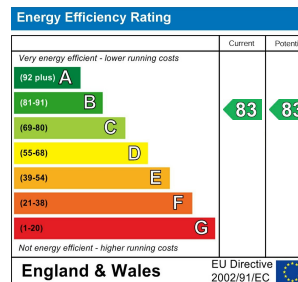 Energy Efficiency Rating
Current
Potenti
Very energy efficient - lower running costs
(92 plus) A
(81-91) B
(69-80) C
(55-68) D
(39-54) E
(21-38) F
(1-20) G
83
83
Not energy efficient - higher running costs
England & Wales
EU Directive
2002/91/EC